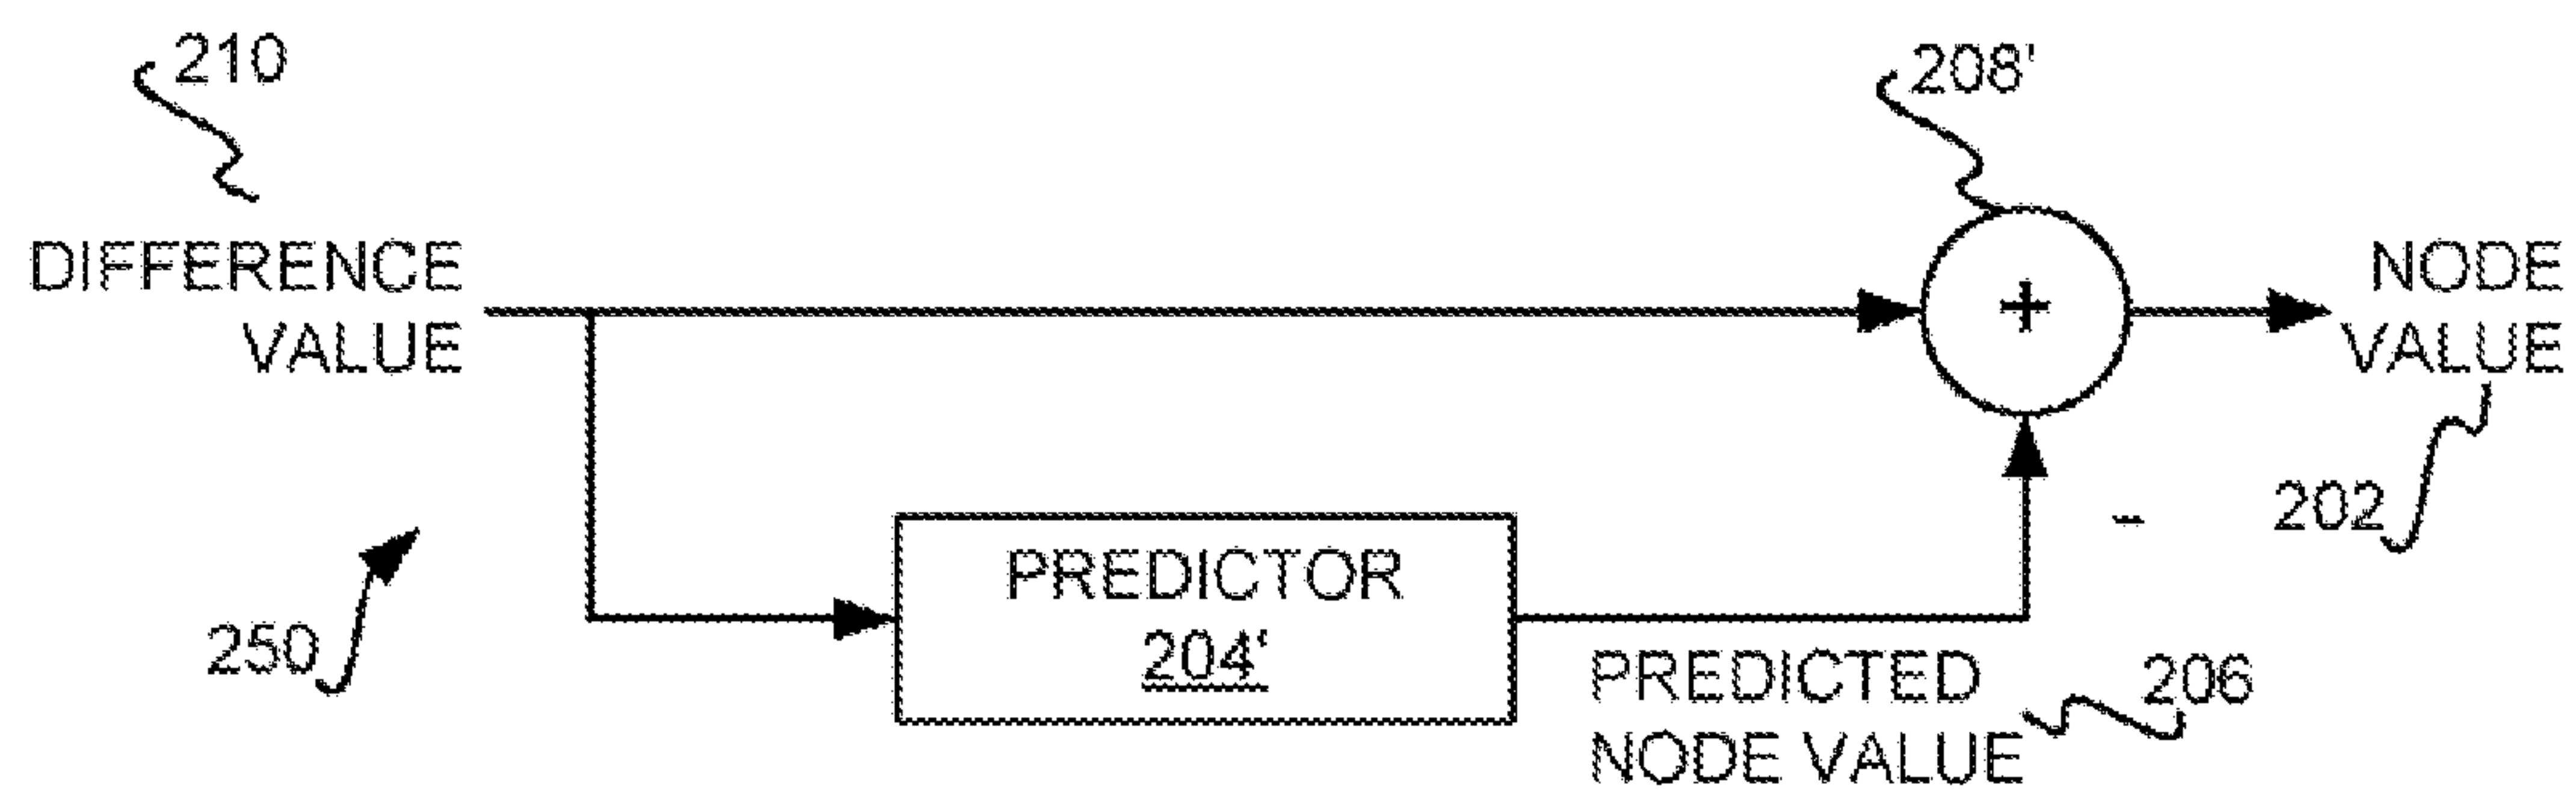 210
208'
DIFFERENCE
VALUE
+
NODE
VALUE
-
202
250
PREDICTOR
204'
PREDICTED
NODE VALUE
206